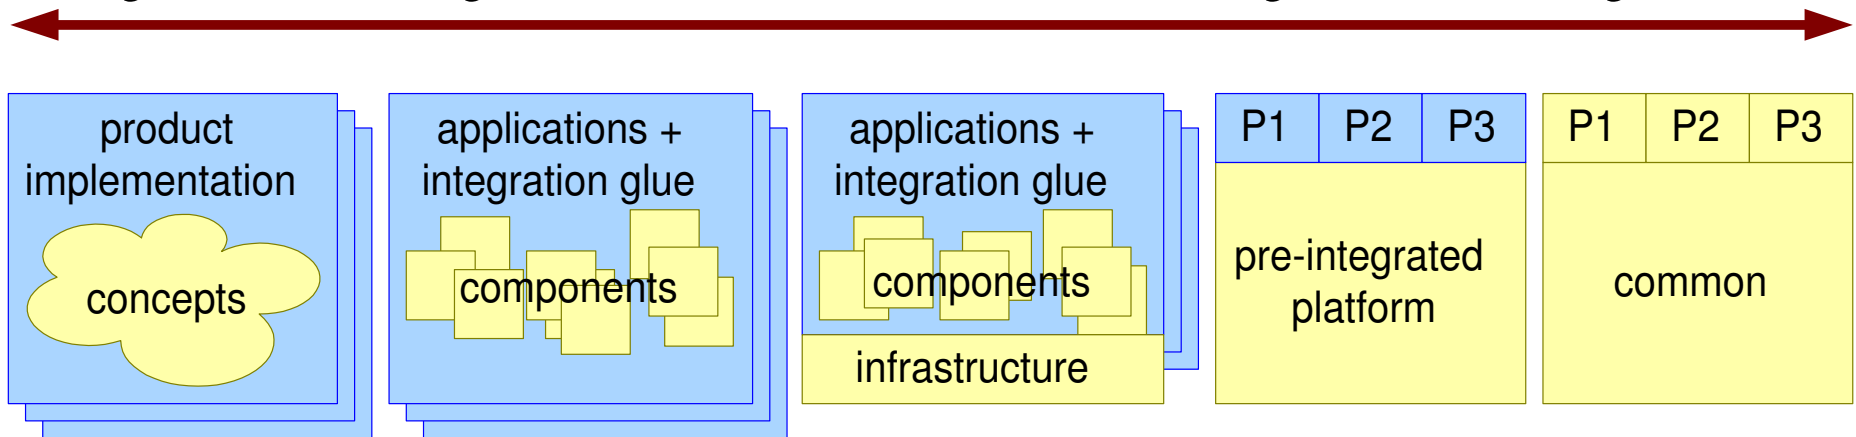 product
implementation
concepts
applications +
integration glue
components
applications +
integration glue
components
infrastructure
P1 P2 P3
pre-integrated
platform
P1 P2 P3
common